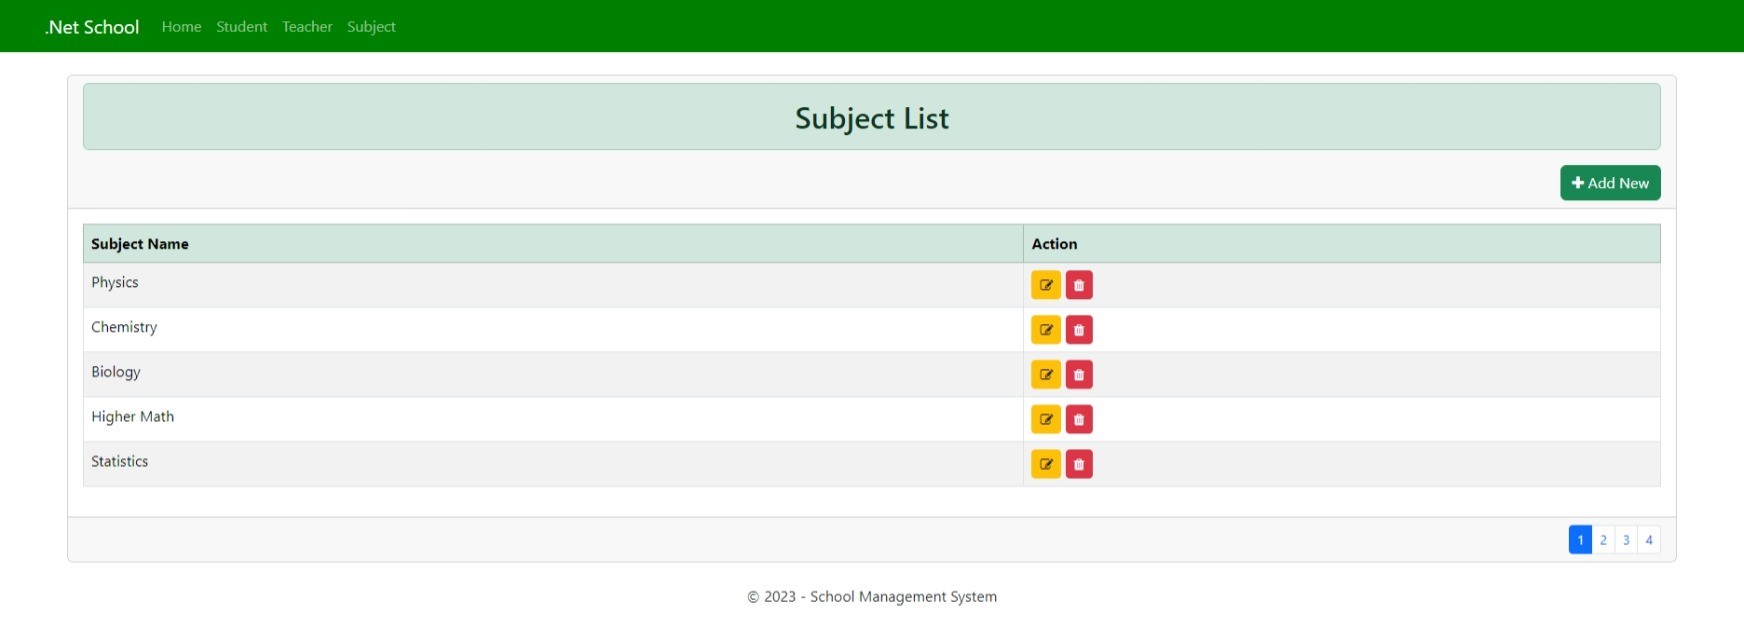 .Net School Home Student Teacher Subject
Subject List
Add New
Subject Name Action
Physics
Chemistry
Biology
Higher Math
Statistics
1 2 3 4
© 2023 - School Management System